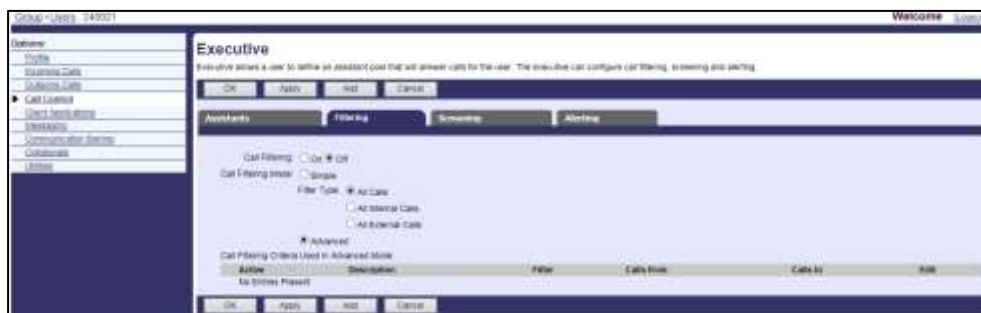 Group > Users : 240021
Welcome
Logout
Options:
Profile
Incoming Calls
Outgoing Calls
Call Control
Client Applications
Messaging
Communication Barring
Collaborate
Utilities
Executive
Executive allows a user to define an assistant pool that will answer calls for the user. The executive can configure call filtering, screening and alerting.
OK Apply Add Cancel
Assistants Filtering Screening Alerting
Call Filtering: On Off
Call Filtering Mode: Simple
Filter Type: All Calls
All Internal Calls
All External Calls
Advanced
Call Filtering Criteria Used In Advanced Mode
Active Description Filter Calls from Calls to Edit
No Entries Present
OK Apply Add Cancel